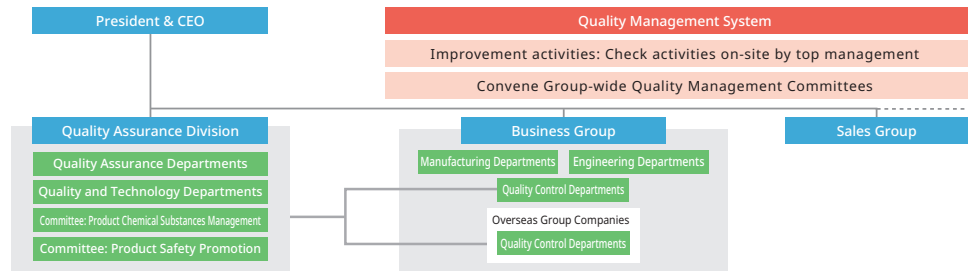 President & CEO
Quality Management System
Improvement activities: Check activities on-site by top management
Convene Group-wide Quality Management Committees
Quality Assurance Division
Business Group
Sales Group
Quality Assurance Departments
Quality and Technology Departments
Committee: Product Chemical Substances Management
Committee: Product Safety Promotion
Manufacturing Departments
Engineering Departments
Quality Control Departments
Overseas Group Companies
Quality Control Departments